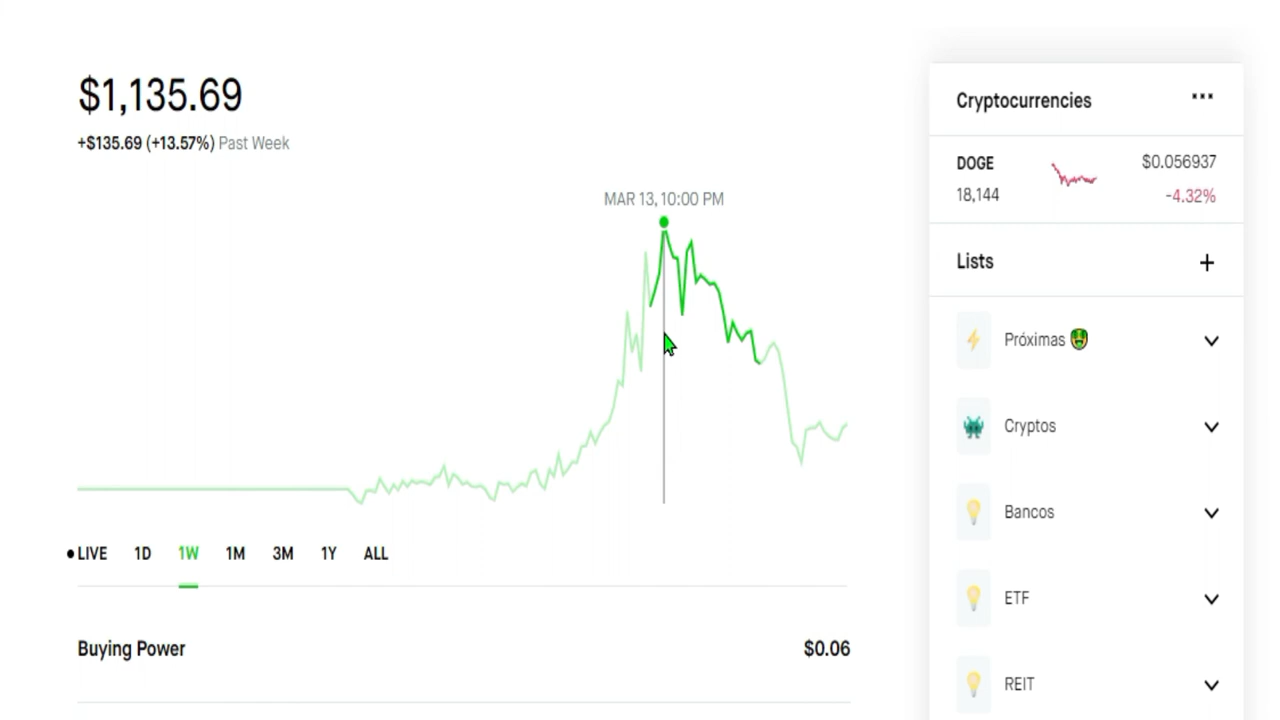 $1,135.69
+$135.69 (+13.57%) Past Week
MAR 13, 10:00 PM
LIVE 1D 1W 1M 3M 1Y ALL
Buying Power $0.06
Cryptocurrencies
DOGE $0.056937
18,144 -4.32%
Lists +
Próximas 🤑
Cryptos
Bancos
ETF
REIT